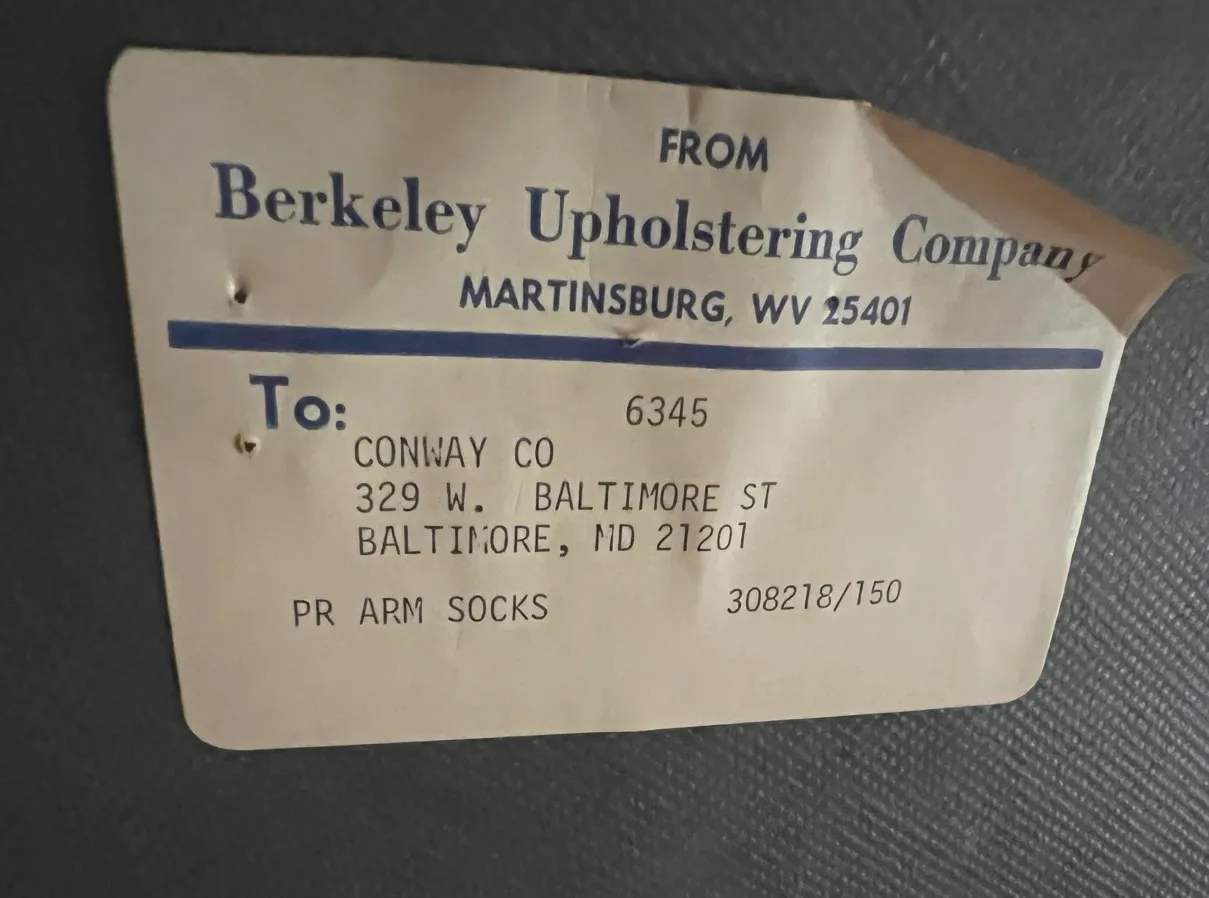 FROM
Berkeley Upholstering Company
MARTINSBURG, WV 25401
To: 6345
CONWAY CO
329 W. BALTIMORE ST
BALTIMORE, MD 21201
PR ARM SOCKS 308218/150